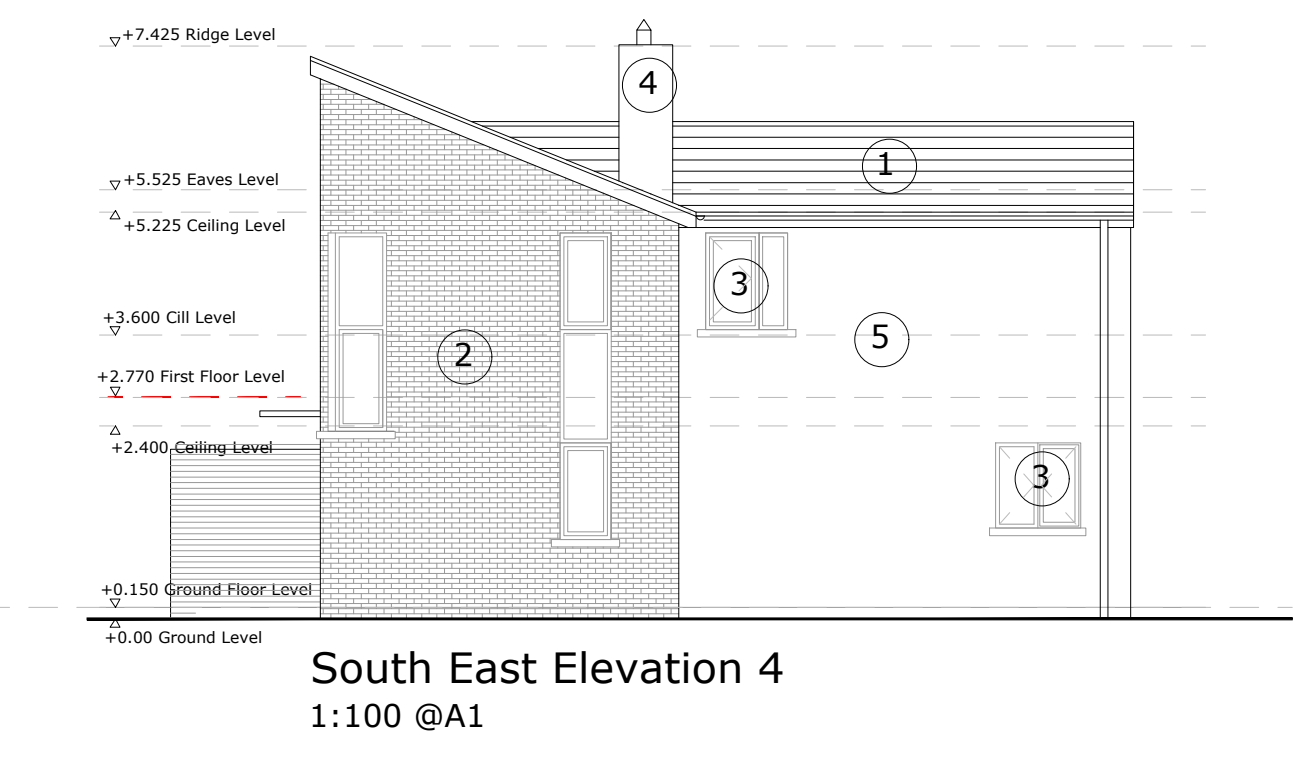 +7.425 Ridge Level
4
1
+5.525 Eaves Level
+5.225 Ceiling Level
3
+3.600 Cill Level
5
2
+2.770 First Floor Level
+2.400 Ceiling Level
3
+0.150 Ground Floor Level
+0.00 Ground Level
South East Elevation 4
1:100 @A1